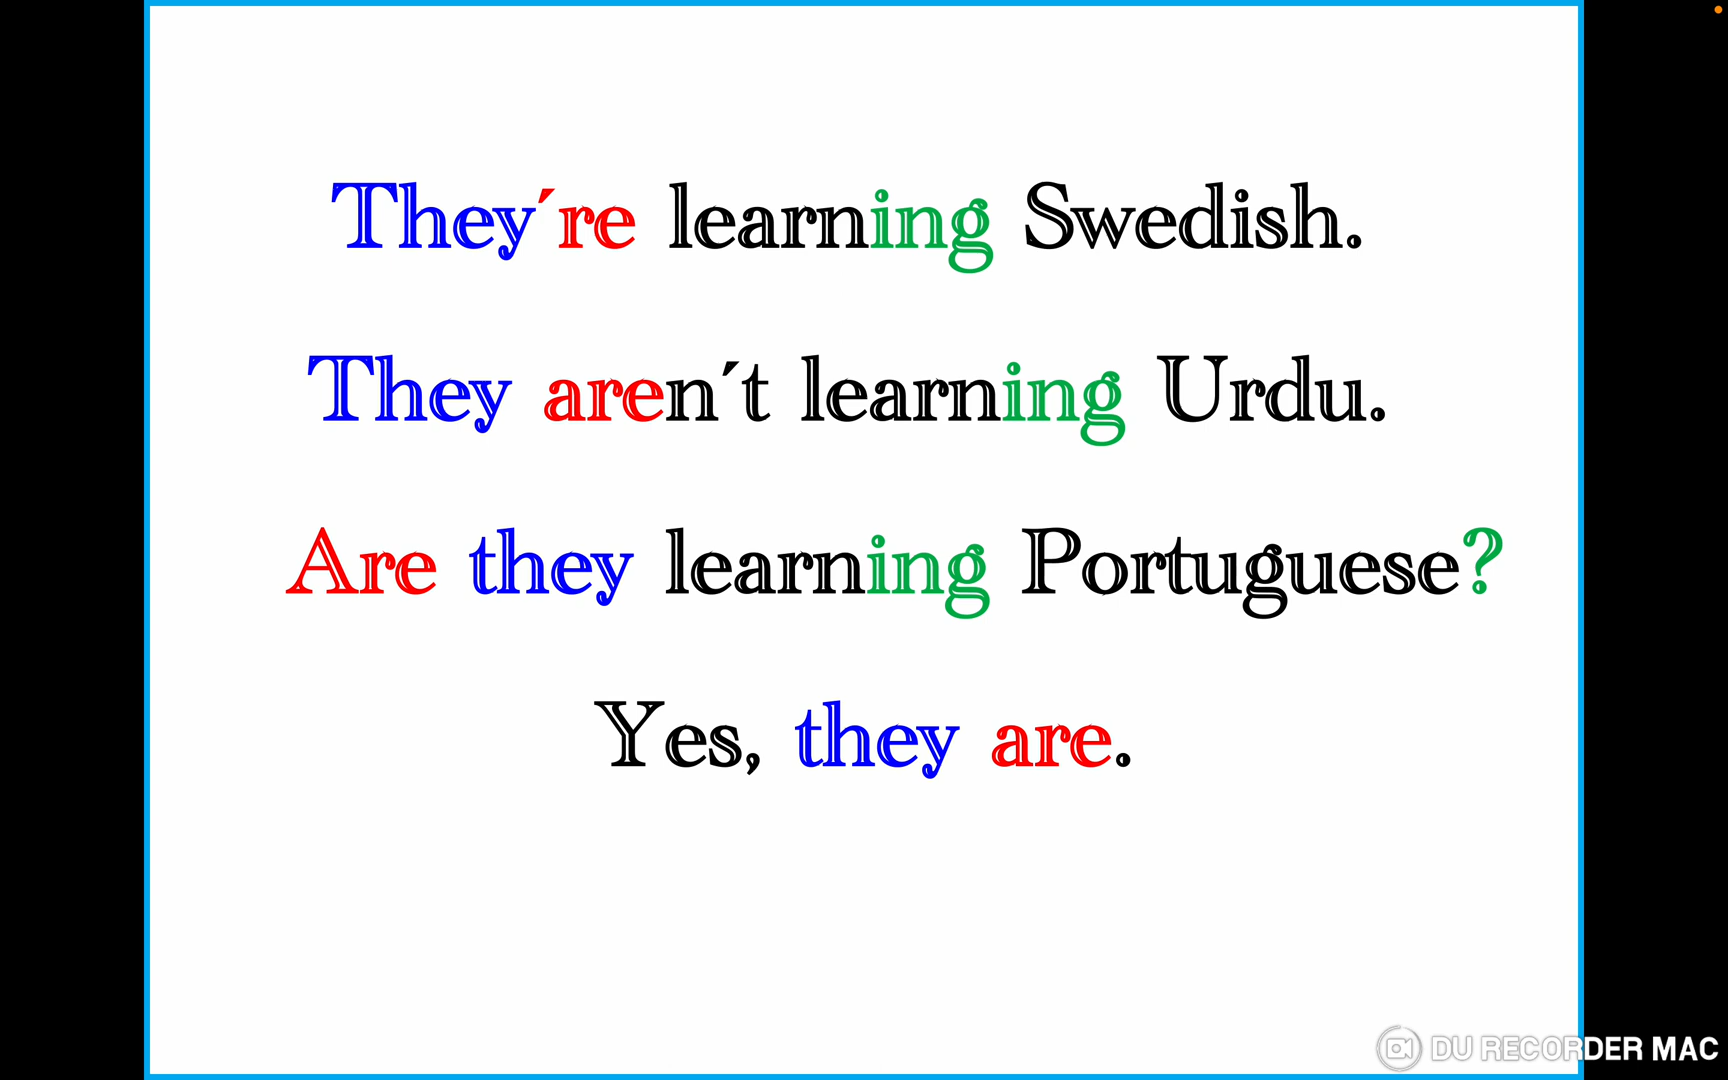 They´re learning Swedish.
They aren´t learning Urdu.
Are they learning Portuguese?
Yes, they are.
DU RECORDER MAC